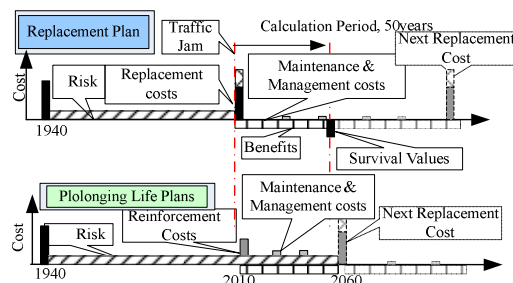 Replacement Plan
Traffic
Jam
Calculation Period, 50years
Next Replacement
Cost
Cost
Risk
Replacement
costs
Maintenance &
Management costs
1940
Benefits
Survival Values
Plolonging Life Plans
Maintenance &
Management costs
Cost
Risk
Reinforcement
Costs
Next Replacement
Cost
1940
2010
2060